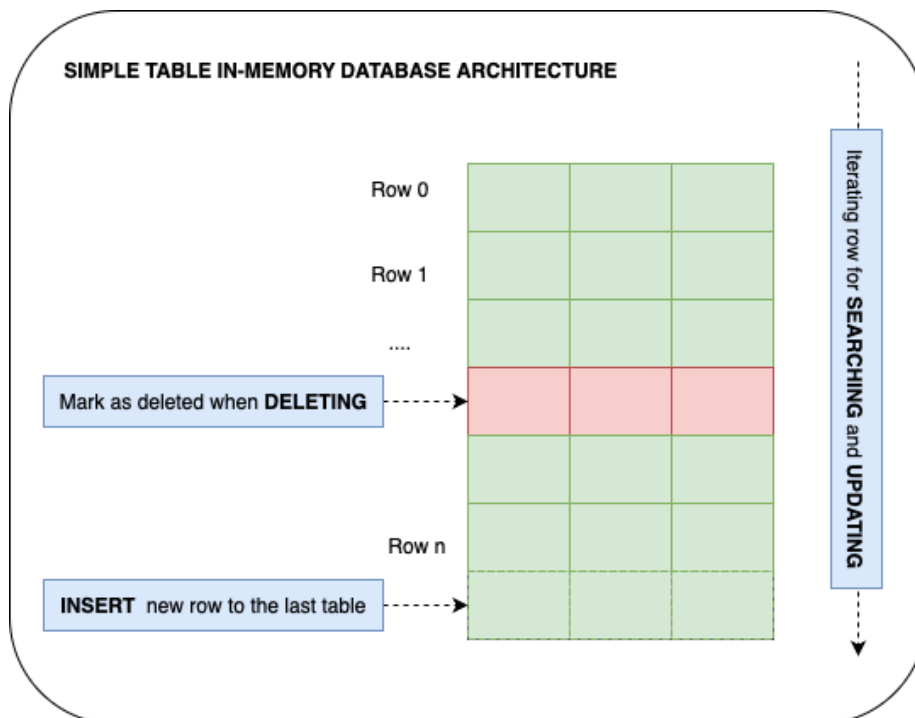 SIMPLE TABLE IN-MEMORY DATABASE ARCHITECTURE
Iterating row for SEARCHING and UPDATING
Row 0
Row 1
....
Mark as deleted when DELETING
Row n
INSERT new row to the last table